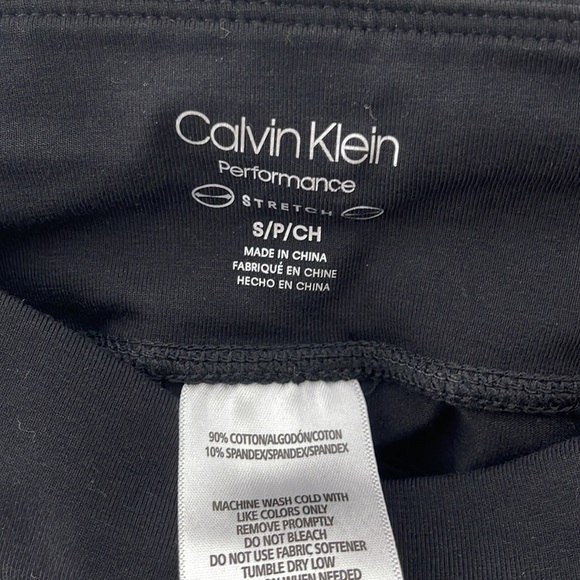 Calvin Klein
Performance
STRETCH
S/P/CH
MADE IN CHINA
FABRIQUÉ EN CHINE
HECHO EN CHINA
90% COTTON/ALGODÓN/COTON
10% SPANDEX/SPANDEX/SPANDEX
MACHINE WASH COLD WITH
LIKE COLORS ONLY
REMOVE PROMPTLY
DO NOT BLEACH
DO NOT USE FABRIC SOFTENER
TUMBLE DRY LOW
WHEN NEEDED